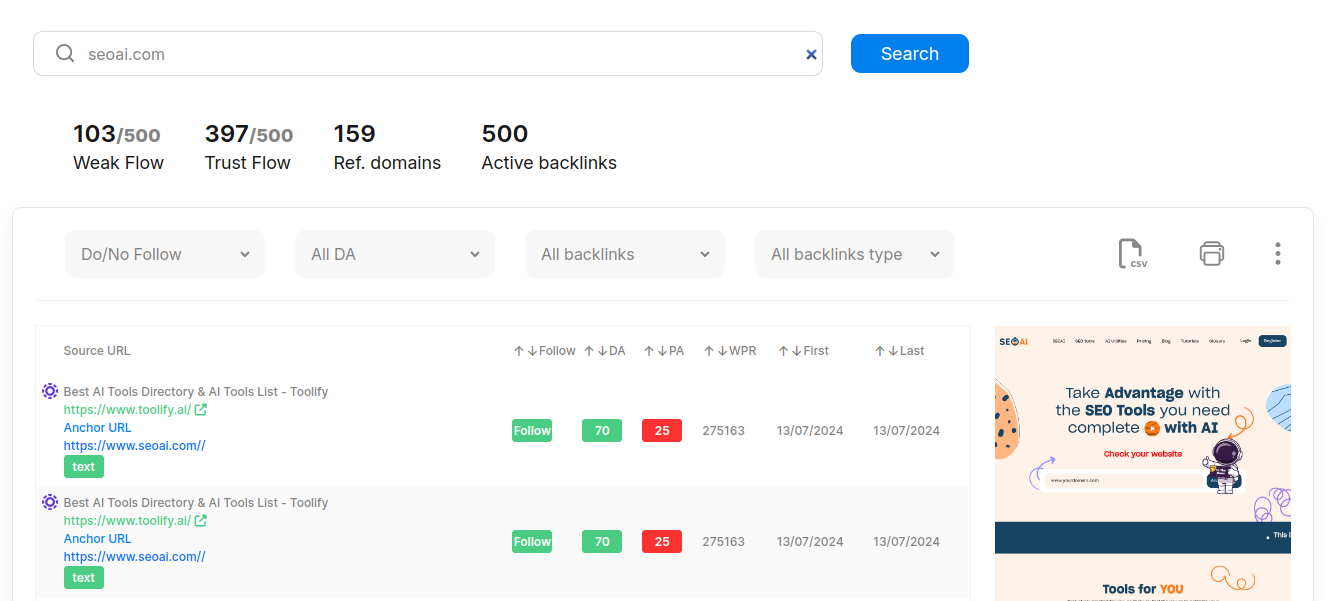 seoai.com
Search
103/500 397/500 159 500
Weak Flow Trust Flow Ref. domains Active backlinks
Do/No Follow All DA All backlinks All backlinks type CSV
Source URL Follow DA PA WPR First Last
Best AI Tools Directory & AI Tools List - Toolify
https://www.toolify.ai/
Anchor URL
https://www.seoai.com//
text
Follow 70 25 275163 13/07/2024 13/07/2024
Best AI Tools Directory & AI Tools List - Toolify
https://www.toolify.ai/
Anchor URL
https://www.seoai.com//
text
Follow 70 25 275163 13/07/2024 13/07/2024
SEOAI SEOAI SEO tools AI Utilities Pricing Blog Tutorials Glossary Login Register
Take Advantage with
the SEO Tools you need
complete with AI
Check your website
www.yourdomain.com
This
Tools for YOU